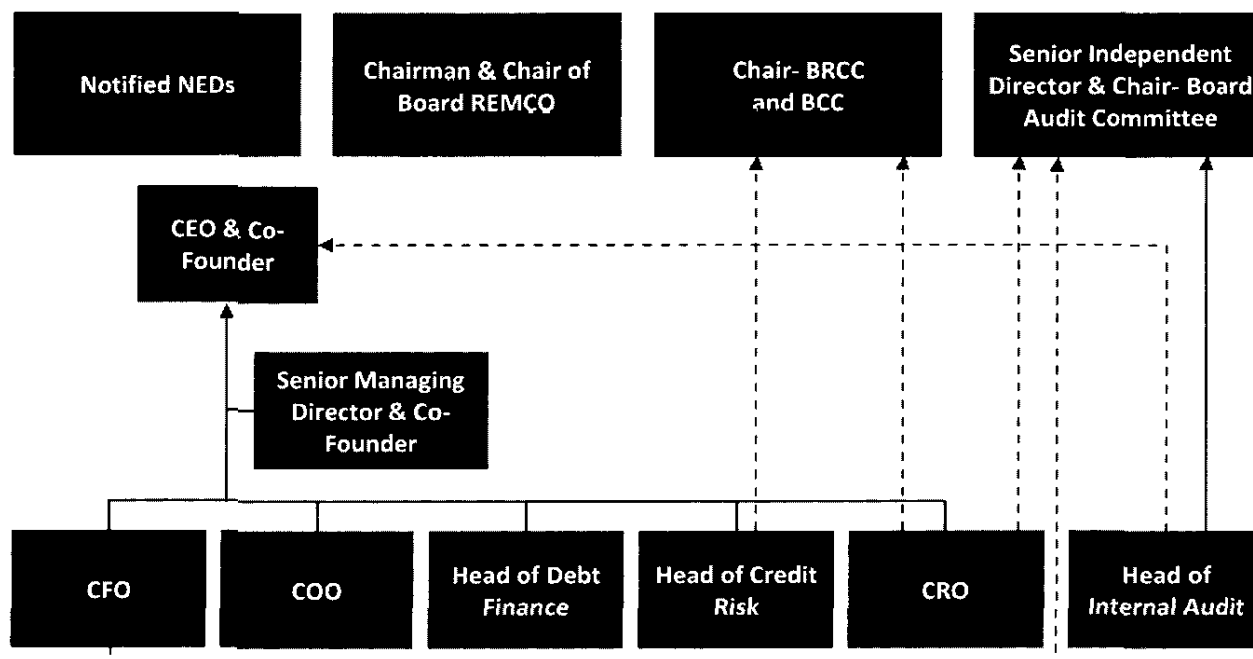 Notified NEDs
Chairman & Chair of
Board REMCO
Chair- BRCC
and BCC
Senior Independent
Director & Chair- Board
Audit Committee
CEO & Co-
Founder
Senior Managing
Director & Co-
Founder
CFO
COO
Head of Debt
Finance
Head of Credit
Risk
CRO
Head of
Internal Audit